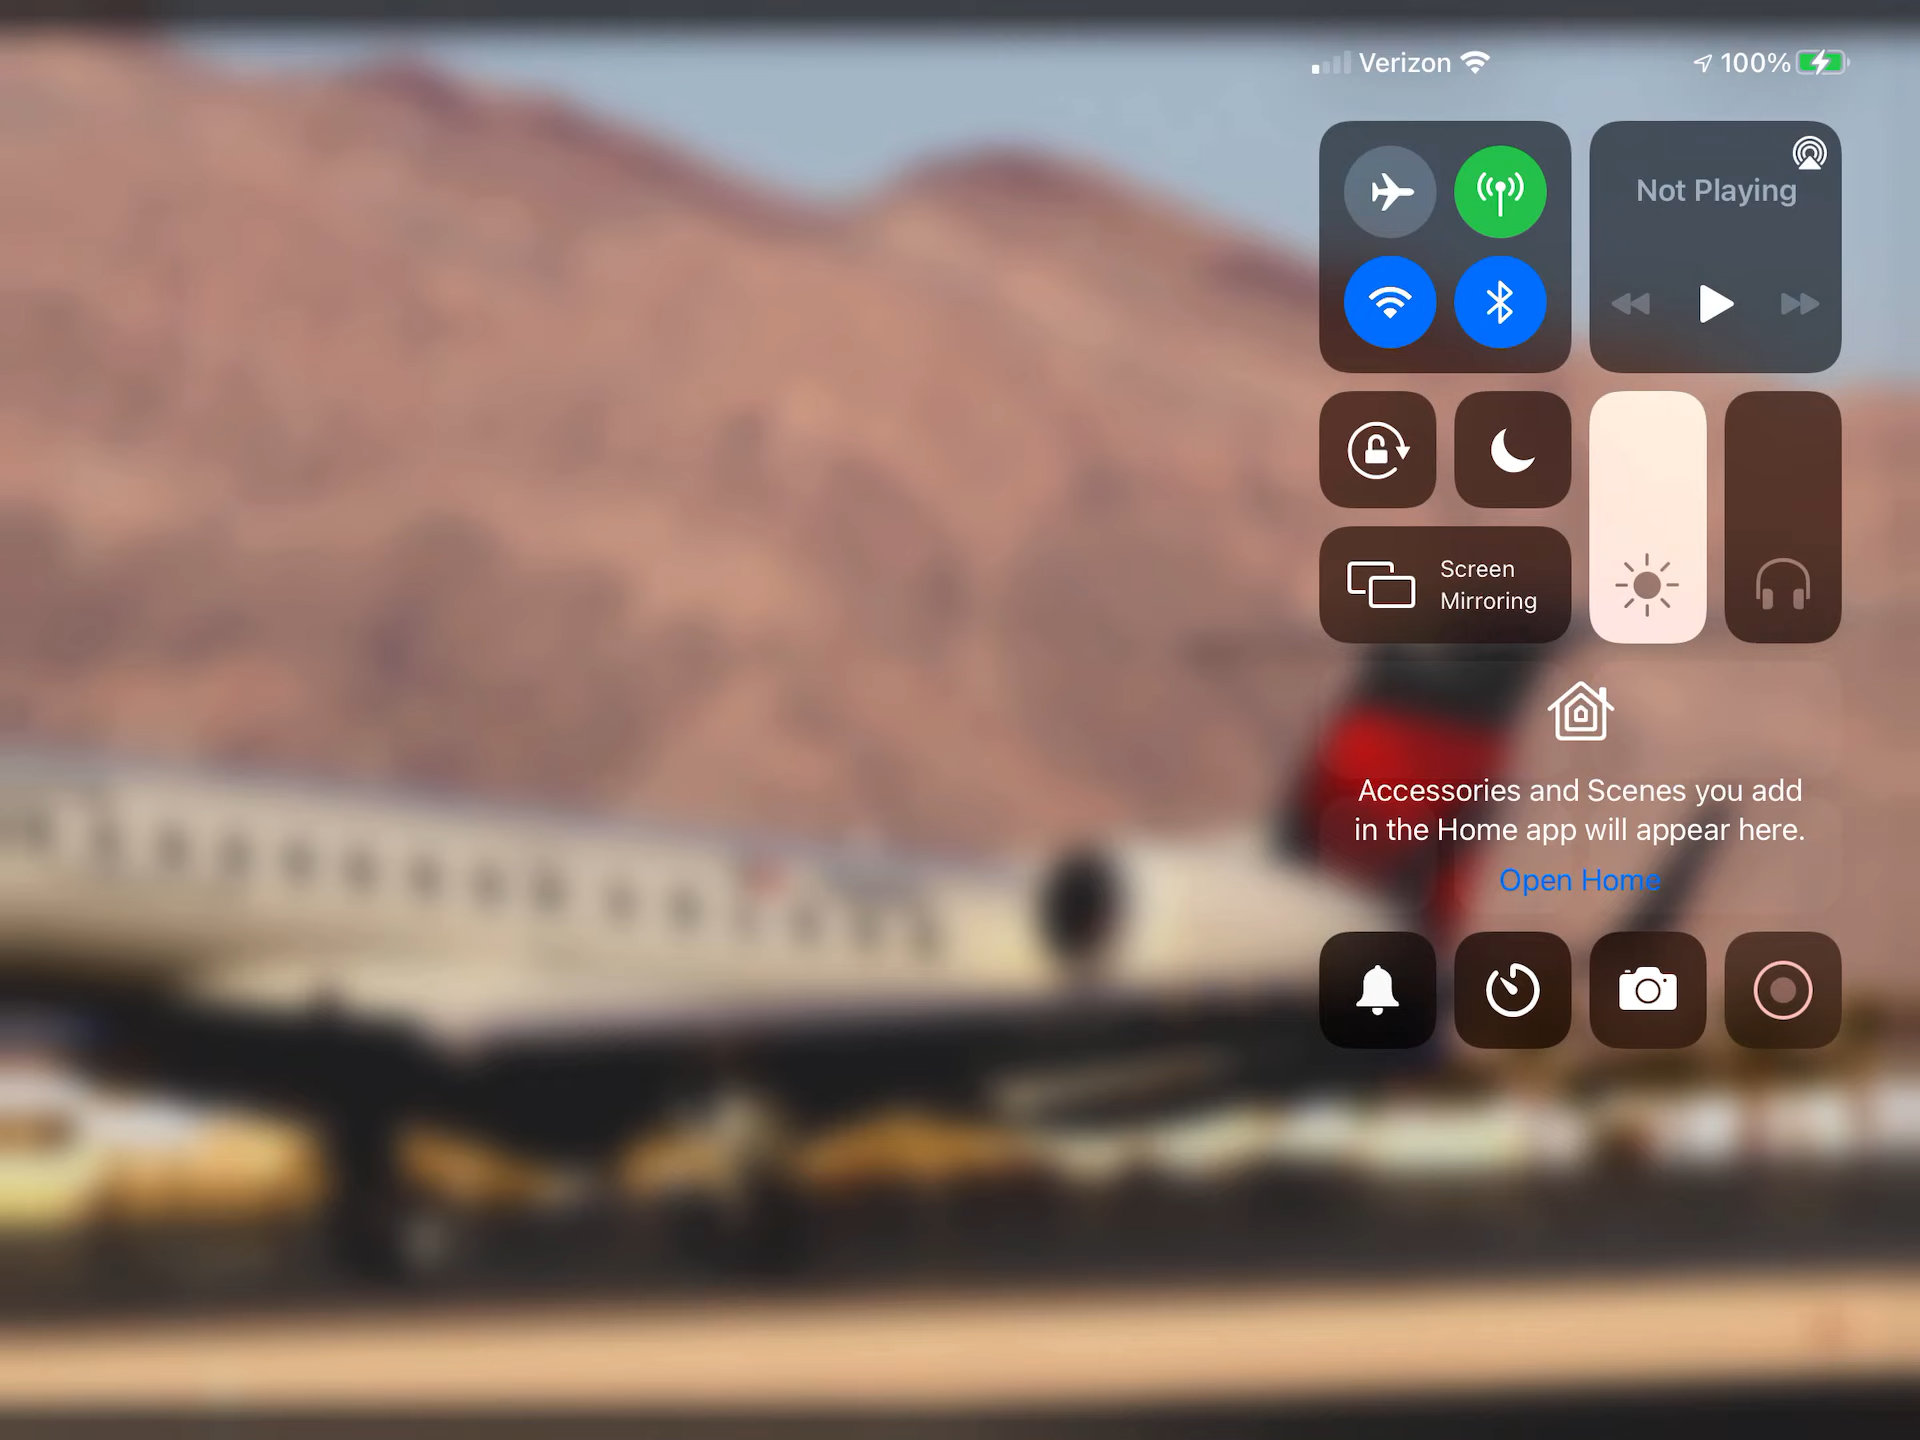 Verizon
100%
Not Playing
Screen
Mirroring
Accessories and Scenes you add
in the Home app will appear here.
Open Home